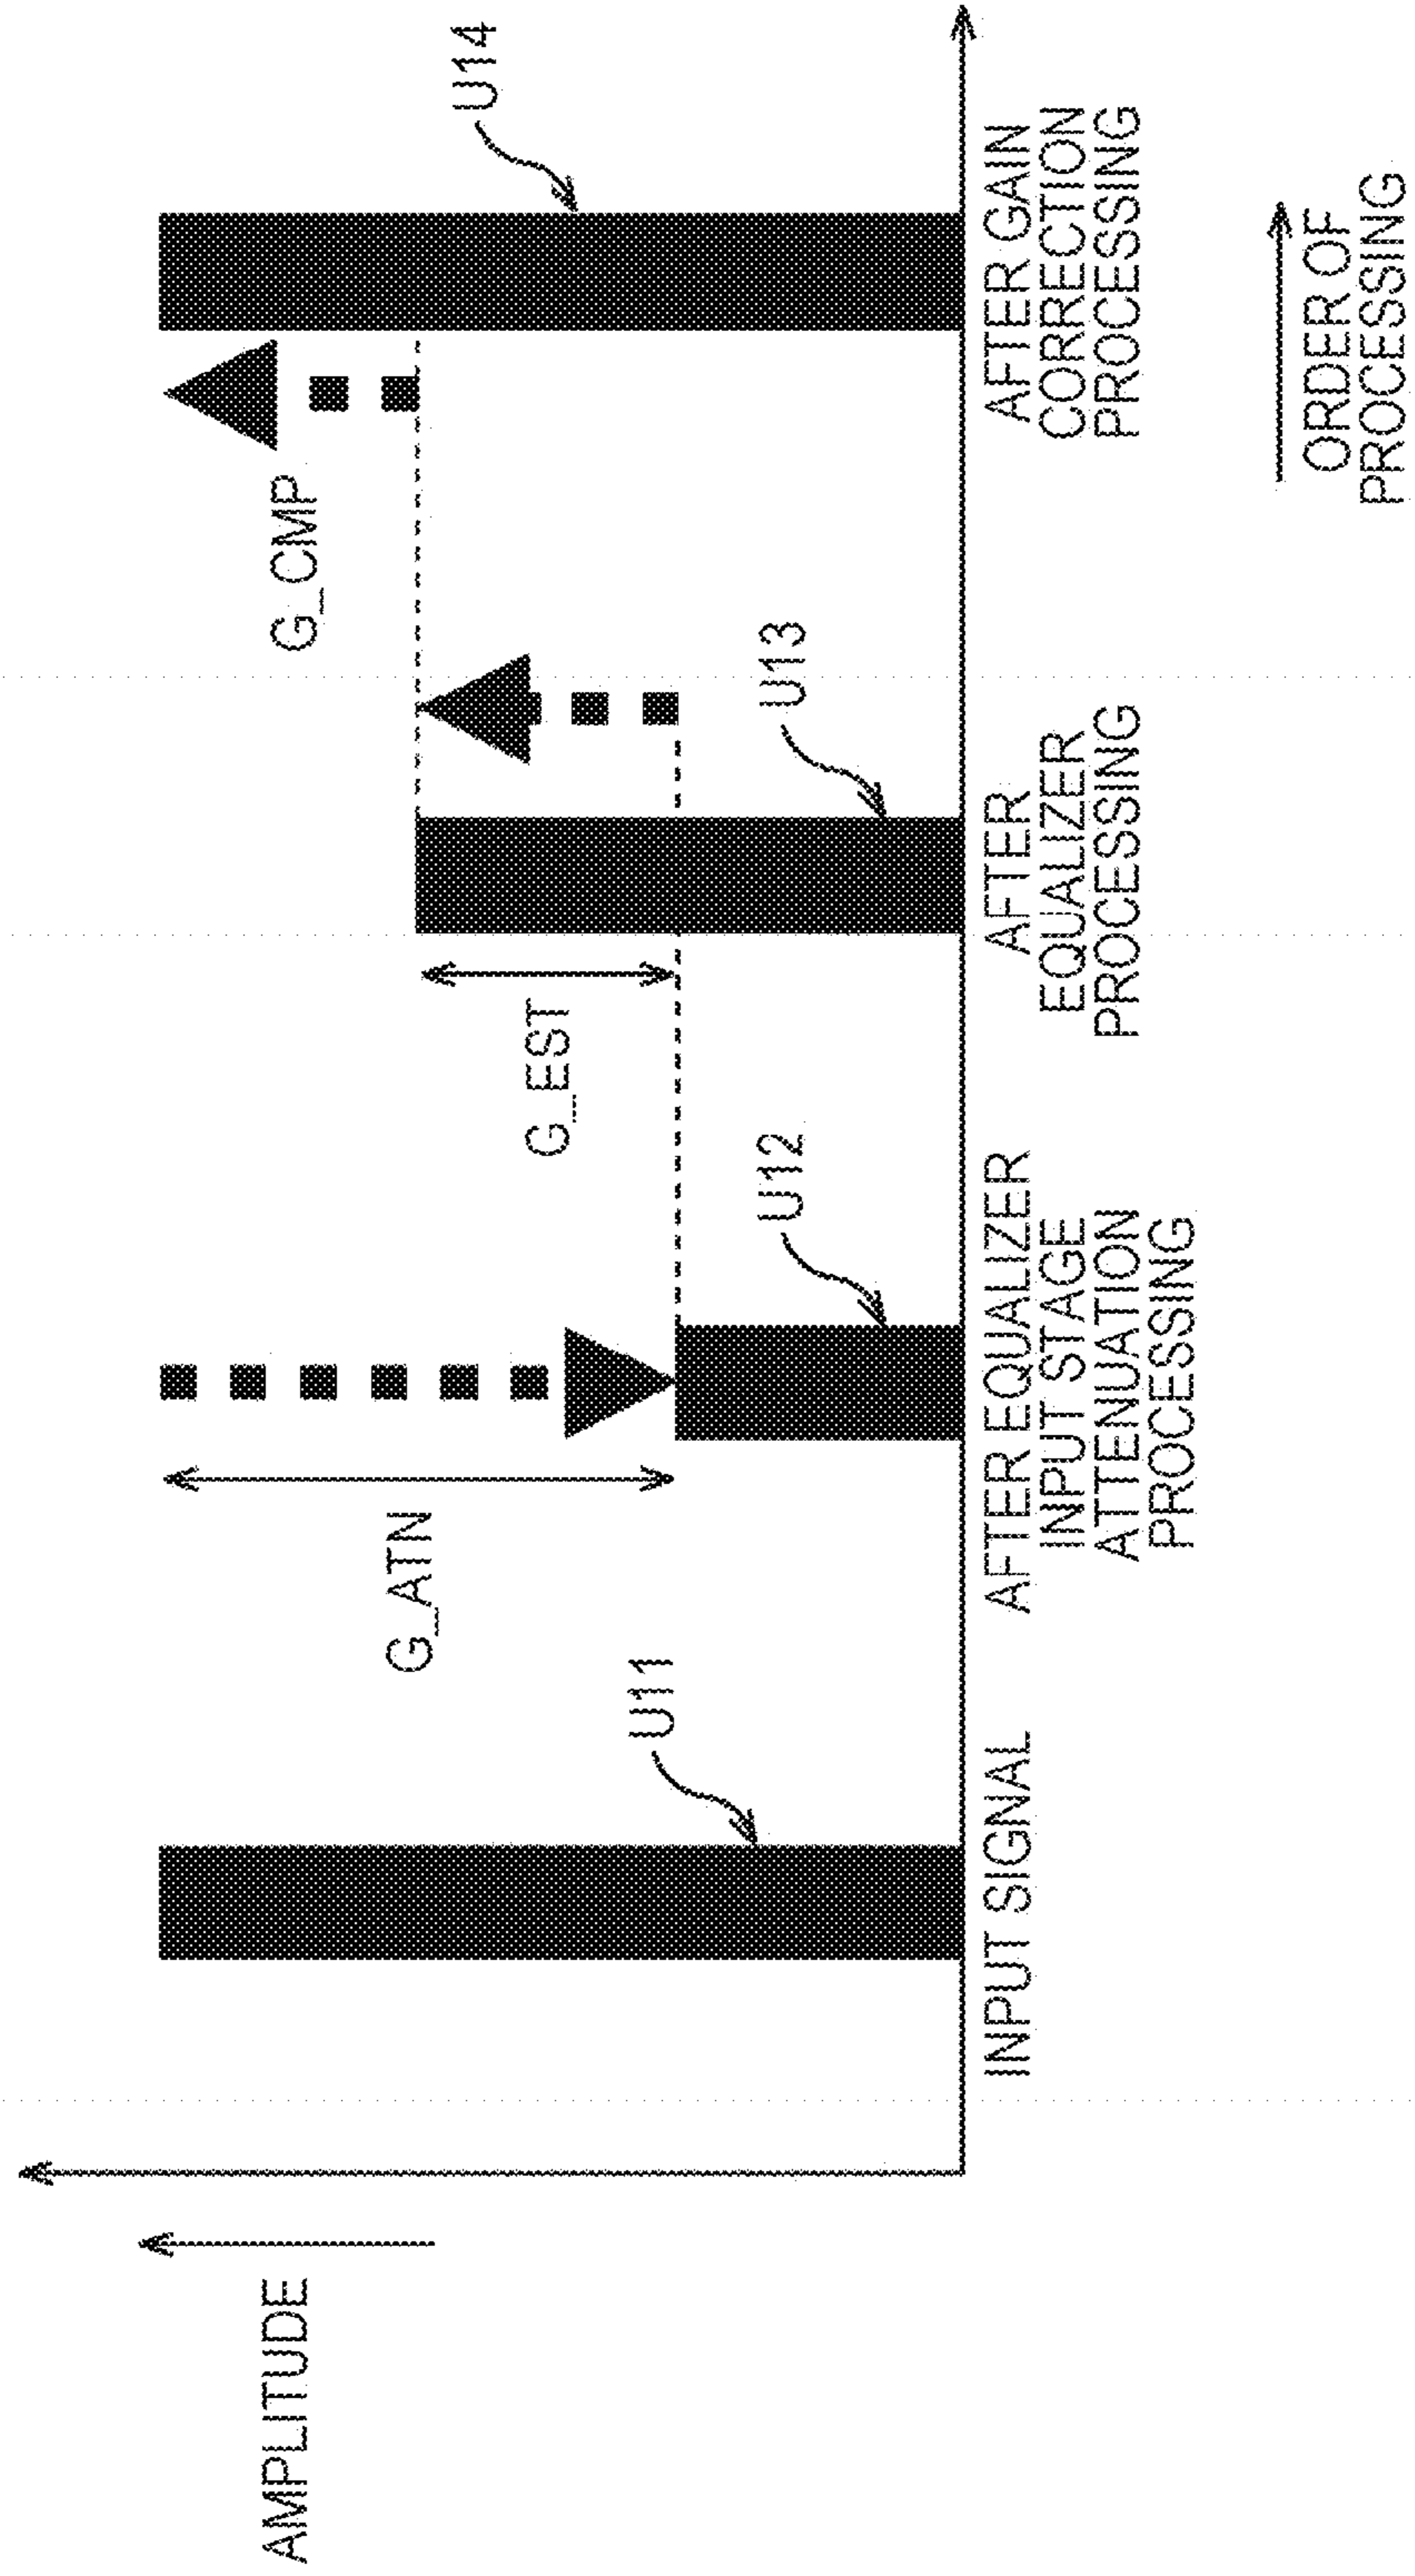 AMPLITUDE
U11
G_ATN
U12
G_EST
U13
G_CMP
U14
INPUT SIGNAL
AFTER EQUALIZER
INPUT STAGE
ATTENUATION
PROCESSING
AFTER
EQUALIZER
PROCESSING
AFTER GAIN
CORRECTION
PROCESSING
ORDER OF
PROCESSING